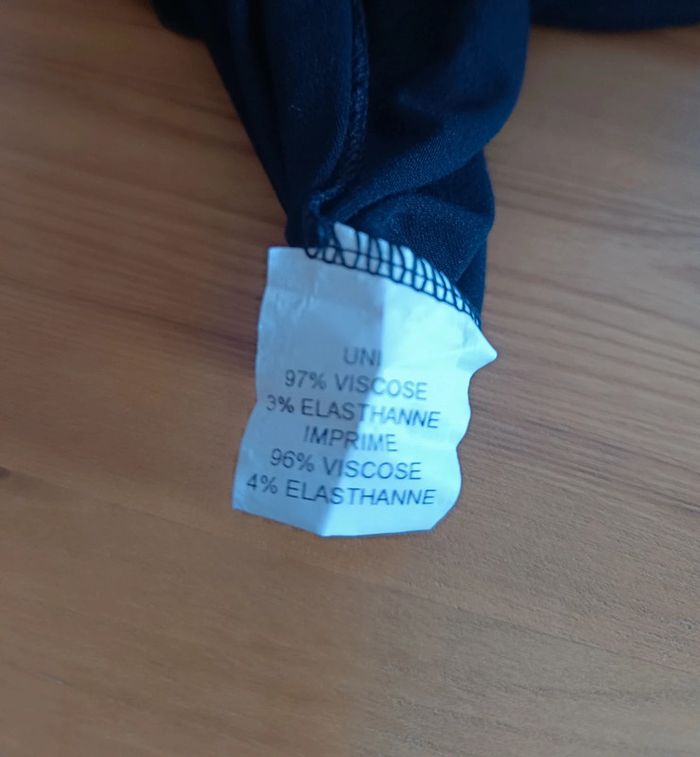 UNI
97% VISCOSE
3% ELASTHANNE
IMPRIME
96% VISCOSE
4% ELASTHANNE